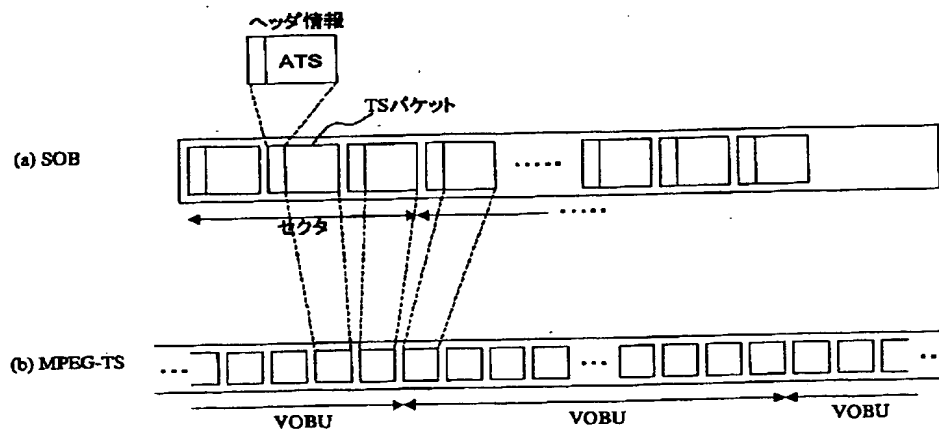 ヘッダ情報
ATS
TSパケット
(a) SOB
.....
セクタ
.....
(b) MPEG-TS
...
...
...
VOBU
VOBU
VOBU